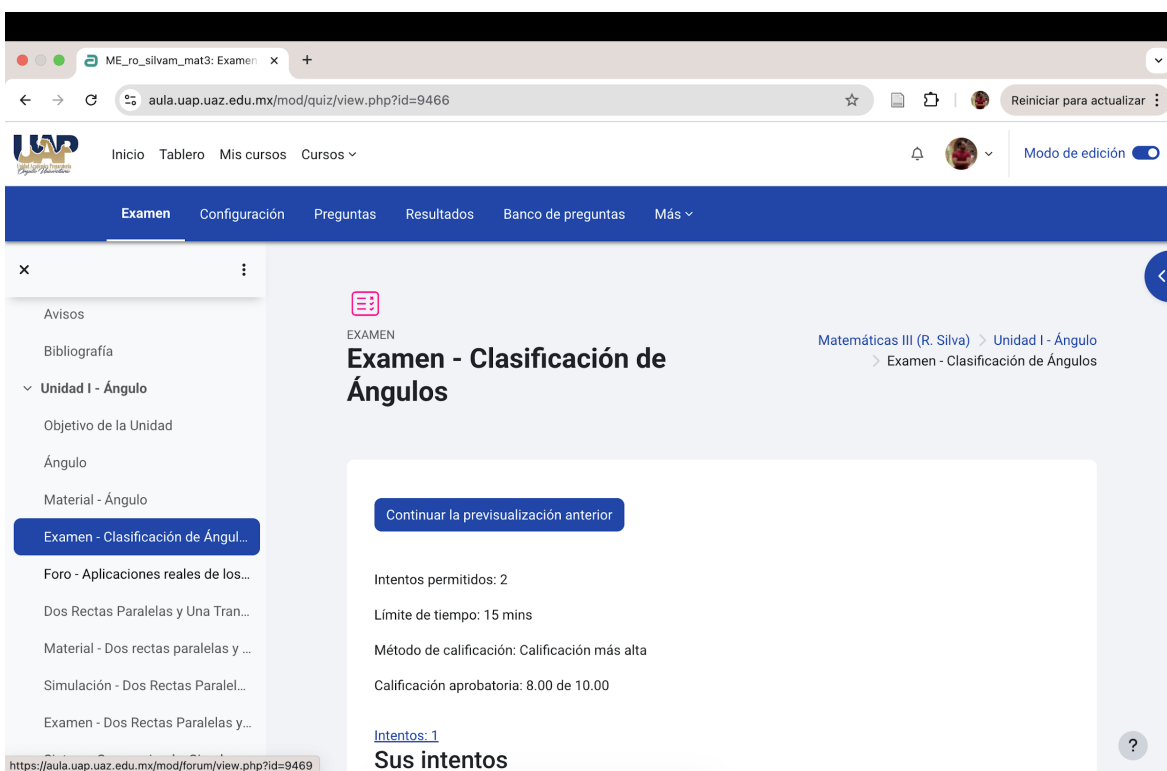 ME_ro_silvam_mat3: Examen
aula.uap.uaz.edu.mx/mod/quiz/view.php?id=9466
Reiniciar para actualizar
UAP
Unidad Académica Preparatoria
Orgullo Universitario
Inicio Tablero Mis cursos Cursos
Modo de edición
Examen Configuración Preguntas Resultados Banco de preguntas Más
Avisos
Bibliografía
Unidad I - Ángulo
Objetivo de la Unidad
Ángulo
Material - Ángulo
Examen - Clasificación de Ángul...
Foro - Aplicaciones reales de los...
Dos Rectas Paralelas y Una Tran...
Material - Dos rectas paralelas y ...
Simulación - Dos Rectas Paralel...
Examen - Dos Rectas Paralelas y...
https://aula.uap.uaz.edu.mx/mod/forum/view.php?id=9469
EXAMEN
Examen - Clasificación de
Ángulos
Matemáticas III (R. Silva) > Unidad I - Ángulo
> Examen - Clasificación de Ángulos
Continuar la previsualización anterior
Intentos permitidos: 2
Límite de tiempo: 15 mins
Método de calificación: Calificación más alta
Calificación aprobatoria: 8.00 de 10.00
Intentos: 1
Sus intentos
?